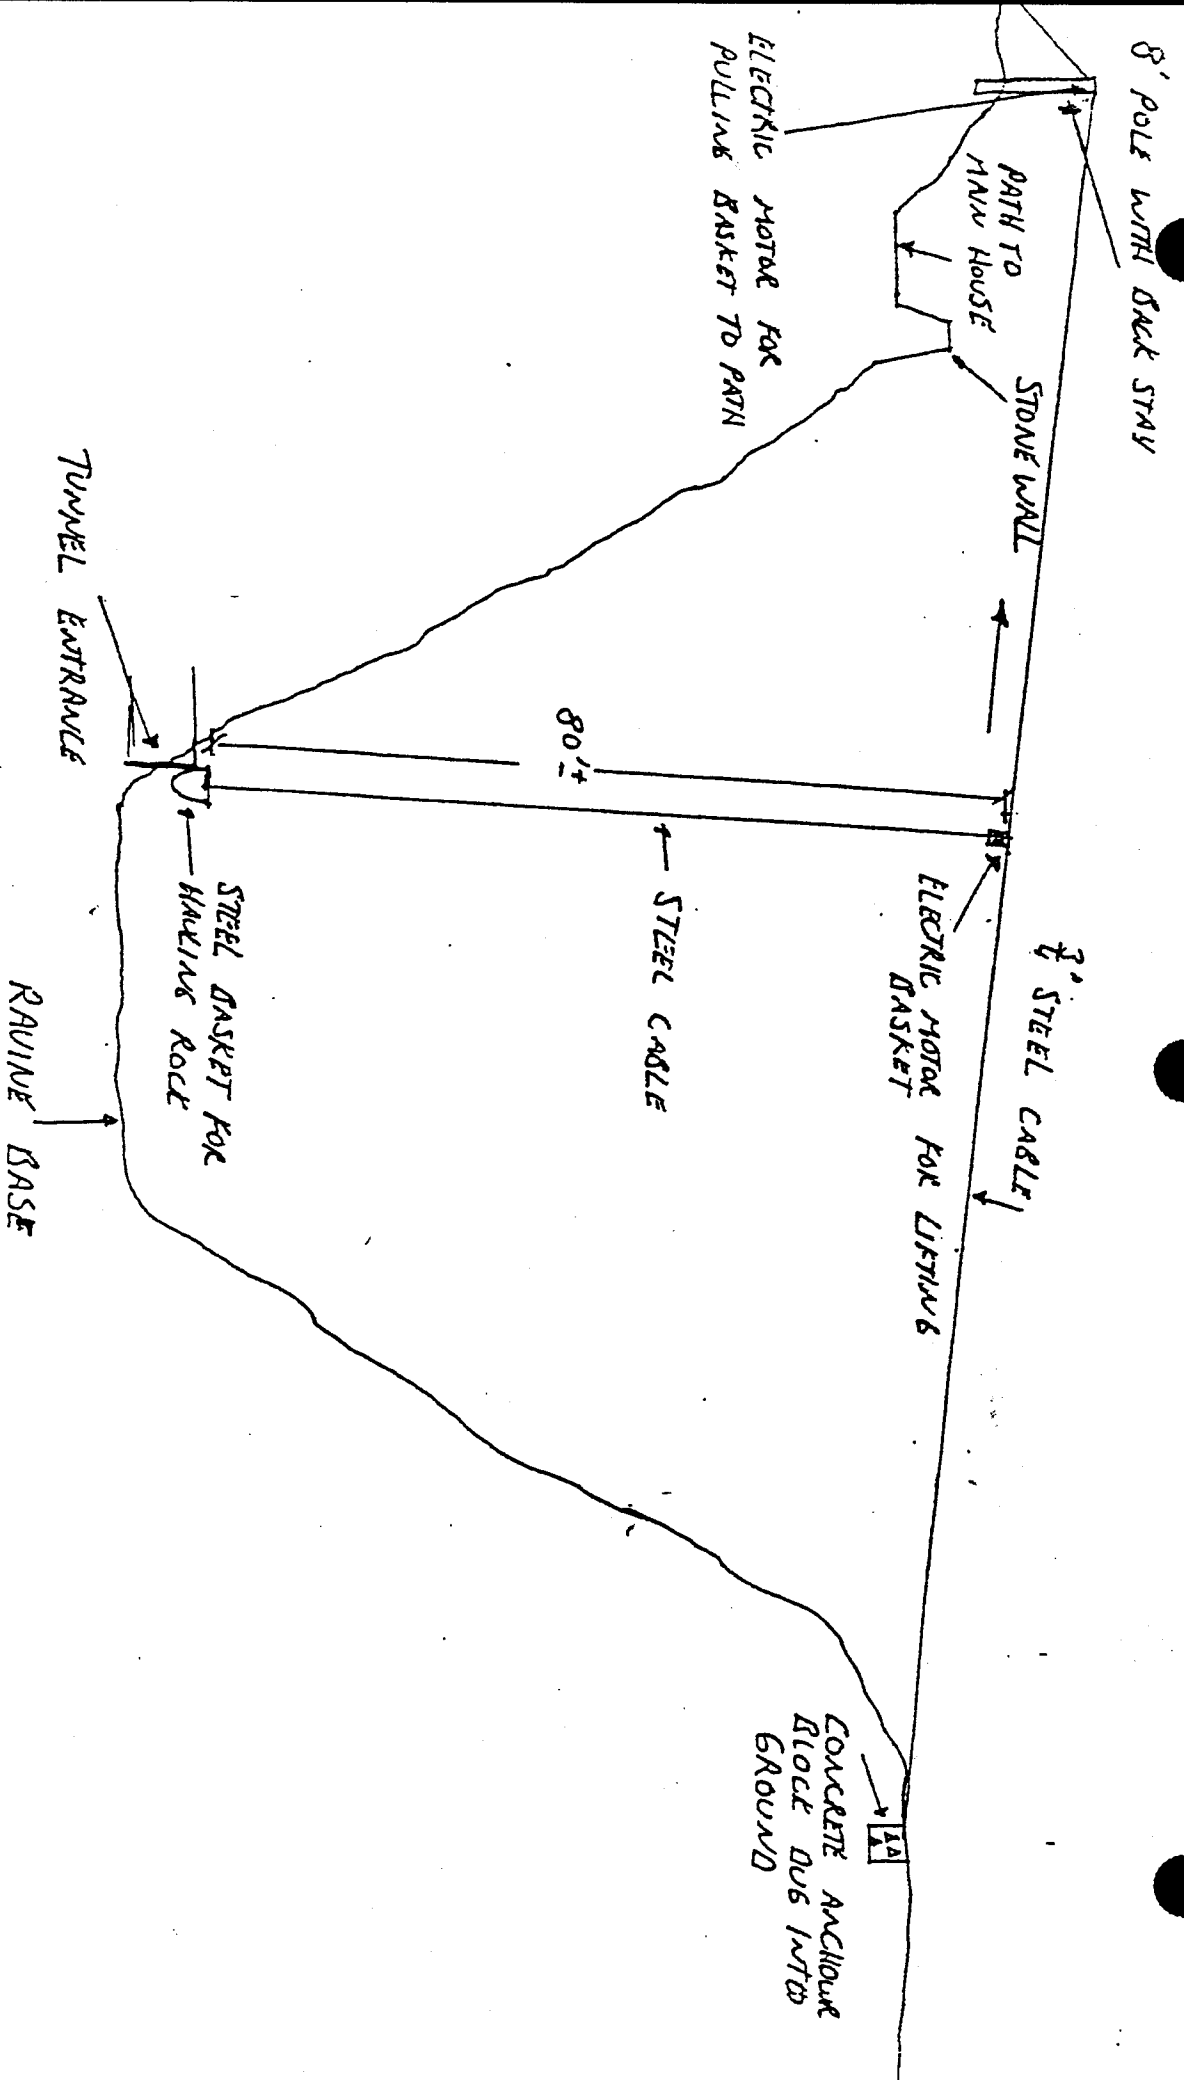 8' POLE WITH BACK STAY
ELECTRIC MOTOR FOR
PULLING BASKET TO PATH
PATH TO
MAIN HOUSE
STONE WALL
3/4" STEEL CABLE
ELECTRIC MOTOR FOR LIFTING
BASKET
80'±
STEEL CABLE
TUNNEL ENTRANCE
STEEL BASKET FOR
HAULING ROCK
RAVINE BASE
CONCRETE ANCHOUR
BLOCK DUG INTO
GROUND